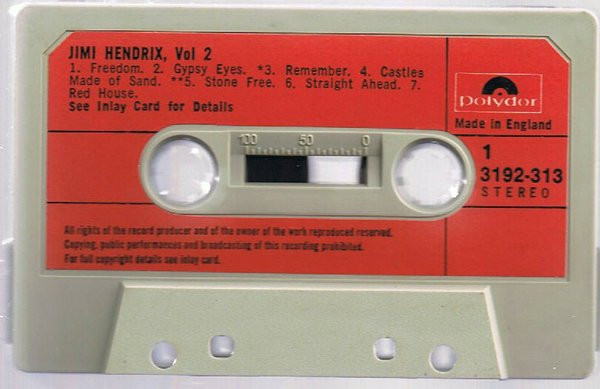 JIMI HENDRIX, Vol 2
1. Freedom. 2. Gypsy Eyes. *3. Remember. 4. Castles
Made of Sand. **5. Stone Free. 6. Straight Ahead. 7.
Red House.
See Inlay Card for Details
polydor
Made in England
100 50 0
1
3192-313
STEREO
All rights of the record producer and of the owner of the work reproduced reserved.
Copying, public performances and broadcasting of this recording prohibited.
For full copyright details see inlay card.